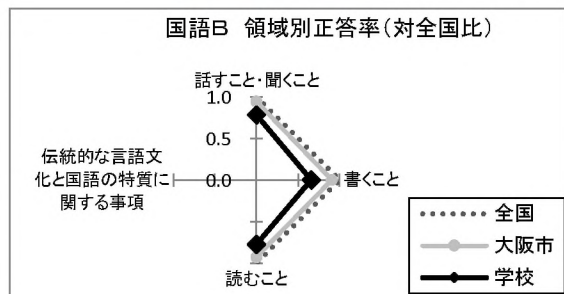 国語B 領域別正答率(対全国比)
話すこと・聞くこと
1.0
0.5
0.0
伝統的な言語文
化と国語の特質に
関する事項
書くこと
読むこと
全国
大阪市
学校